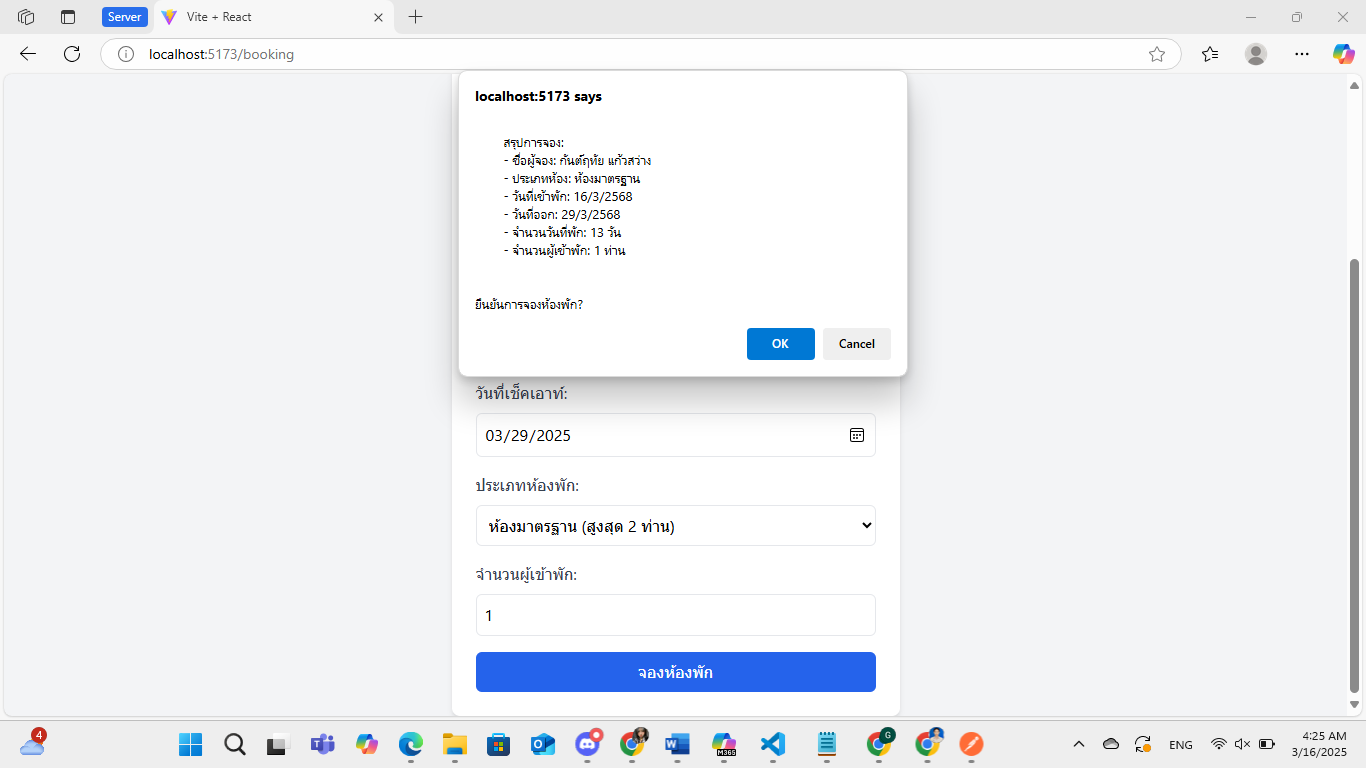 Server
Vite + React
localhost:5173/booking
localhost:5173 says
สรุปการจอง:
- ชื่อผู้จอง: กันต์ฤทัย แก้วสว่าง
- ประเภทห้อง: ห้องมาตรฐาน
- วันที่เข้าพัก: 16/3/2568
- วันที่ออก: 29/3/2568
- จำนวนวันที่พัก: 13 วัน
- จำนวนผู้เข้าพัก: 1 ท่าน
ยืนยันการจองห้องพัก?
OK Cancel
วันที่เช็คเอาท์:
03/29/2025
ประเภทห้องพัก:
ห้องมาตรฐาน (สูงสุด 2 ท่าน)
จำนวนผู้เข้าพัก:
1
จองห้องพัก
4
M365
G
ENG
4:25 AM
3/16/2025